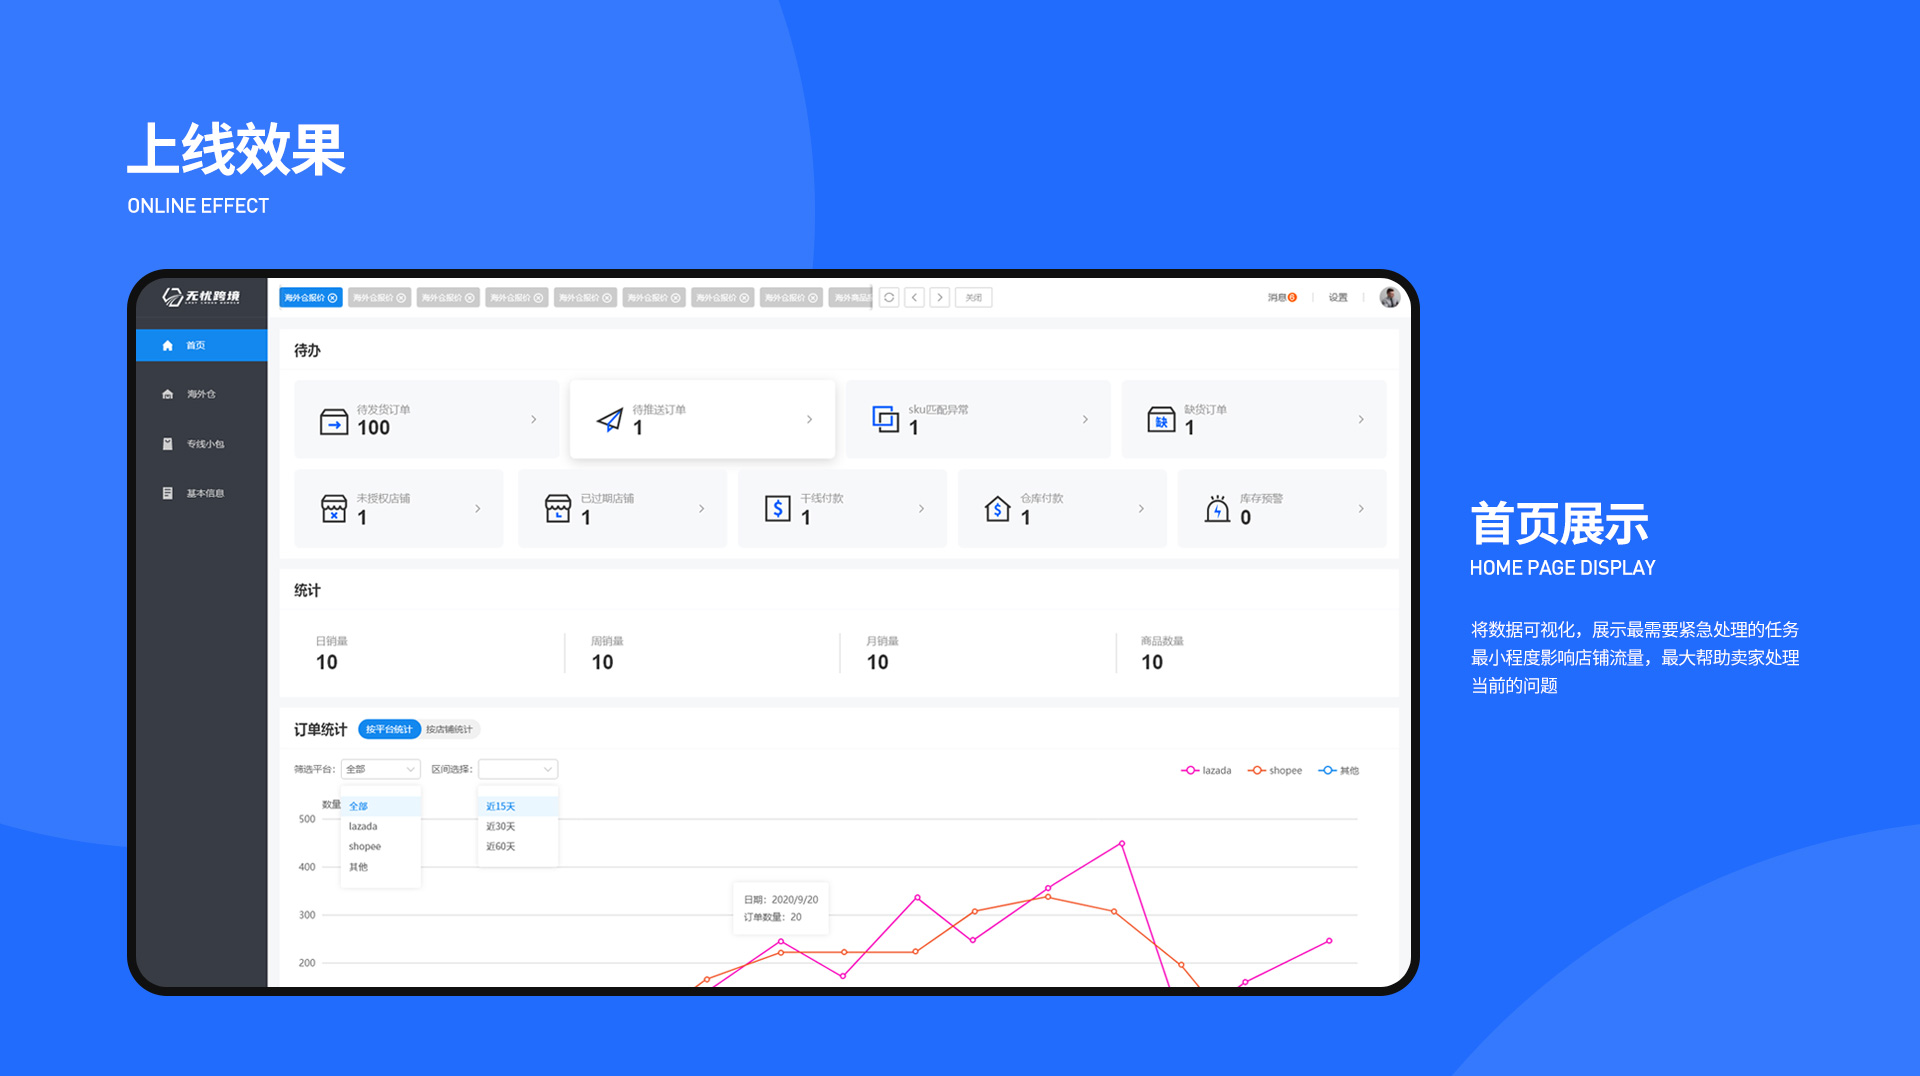 上线效果
ONLINE EFFECT
无忧跨境
海外仓报价
海外仓报价
海外仓报价
海外仓报价
海外仓报价
海外仓报价
海外仓报价
海外仓报价
海外商品
关闭
消息6
设置
首页
海外仓
专线小包
基本信息
待办
待发货订单
100
待推送订单
1
sku匹配异常
1
缺
缺货订单
1
未授权店铺
1
已过期店铺
1
干线付款
1
仓库付款
1
库存预警
0
统计
日销量
10
周销量
10
月销量
10
商品数量
10
订单统计
按平台统计
按店铺统计
筛选平台：
全部
区间选择：
lazada
shopee
其他
数量
全部
lazada
shopee
其他
近15天
近30天
近60天
500
400
300
200
日期：2020/9/20
订单数量：20
首页展示
HOME PAGE DISPLAY
将数据可视化，展示最需要紧急处理的任务
最小程度影响店铺流量，最大帮助卖家处理
当前的问题